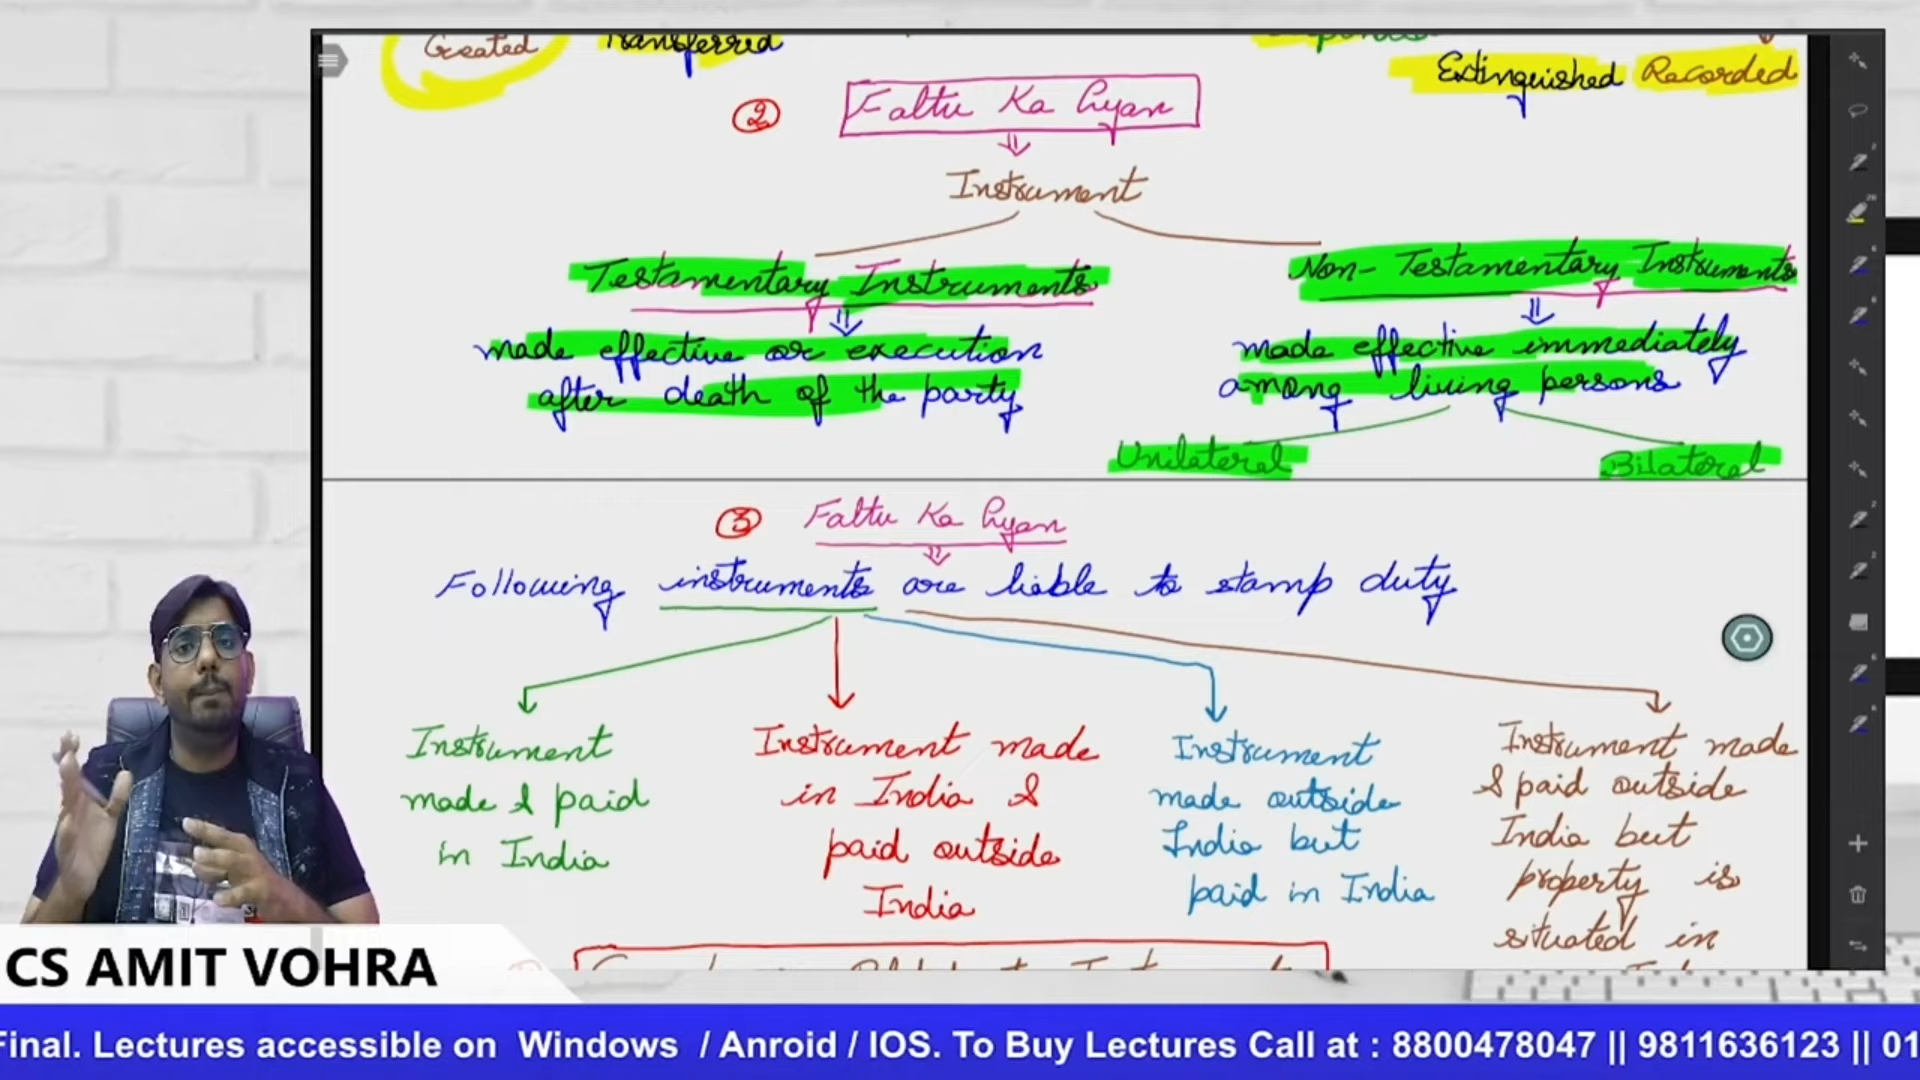 Created Transferred
Extinguished Recorded
② Faltu Ka Gyan
Instrument
Testamentary Instruments
made effective or execution
after death of the party
Non-Testamentary Instruments
made effective immediately
among living persons
Unilateral Bilateral
③ Faltu Ka Gyan
Following instruments are liable to stamp duty
Instrument
made & paid
in India
Instrument made
in India &
paid outside
India
Instrument
made outside
India but
paid in India
Instrument made
& paid outside
India but
property is
situated in
CS AMIT VOHRA
Final. Lectures accessible on Windows / Anroid / IOS. To Buy Lectures Call at : 8800478047 || 9811636123 || 01